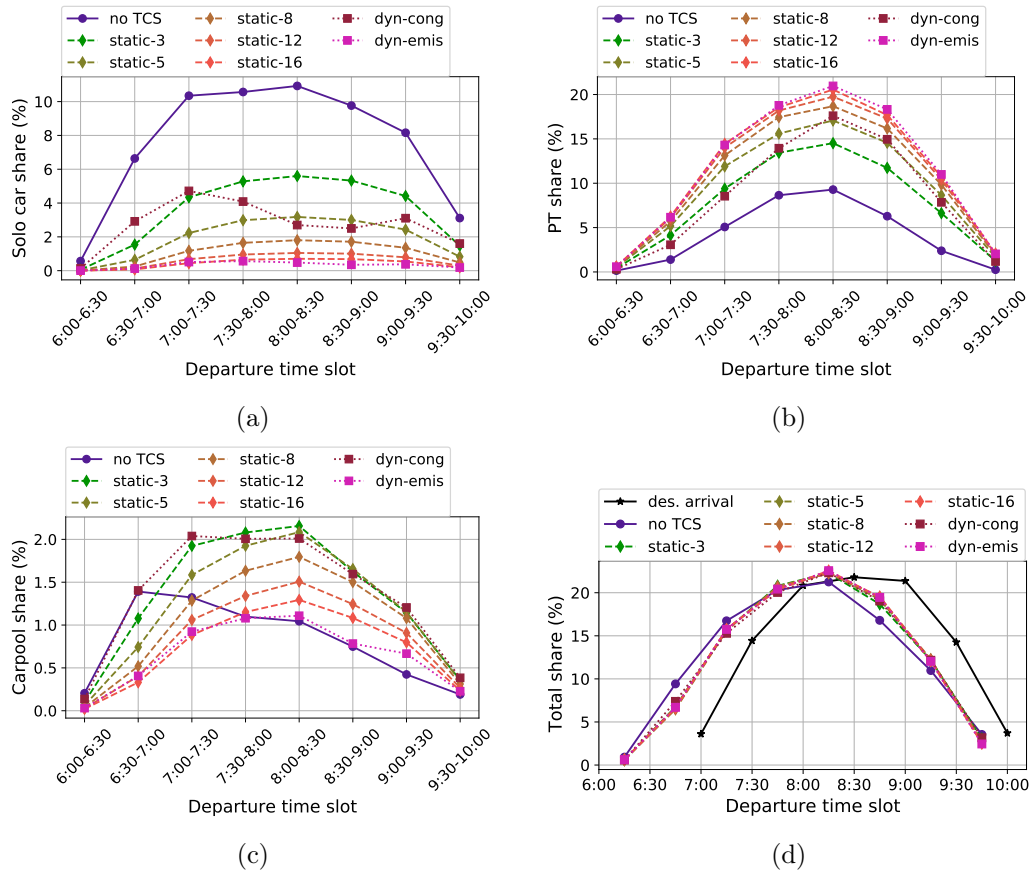 no TCS static-8 dyn-cong
static-3 static-12 dyn-emis
static-5 static-16
Solo car share (%)
10
8
6
4
2
0
6:00-6:30 6:30-7:00 7:00-7:30 7:30-8:00 8:00-8:30 8:30-9:00 9:00-9:30 9:30-10:00
Departure time slot
(a)
no TCS static-8 dyn-cong
static-3 static-12 dyn-emis
static-5 static-16
PT share (%)
20
15
10
5
0
6:00-6:30 6:30-7:00 7:00-7:30 7:30-8:00 8:00-8:30 8:30-9:00 9:00-9:30 9:30-10:00
Departure time slot
(b)
no TCS static-8 dyn-cong
static-3 static-12 dyn-emis
static-5 static-16
Carpool share (%)
2.0
1.5
1.0
0.5
0.0
6:00-6:30 6:30-7:00 7:00-7:30 7:30-8:00 8:00-8:30 8:30-9:00 9:00-9:30 9:30-10:00
Departure time slot
(c)
des. arrival static-5 static-16
no TCS static-8 dyn-cong
static-3 static-12 dyn-emis
Total share (%)
20
15
10
5
0
6:00 6:30 7:00 7:30 8:00 8:30 9:00 9:30 10:00
Departure time slot
(d)